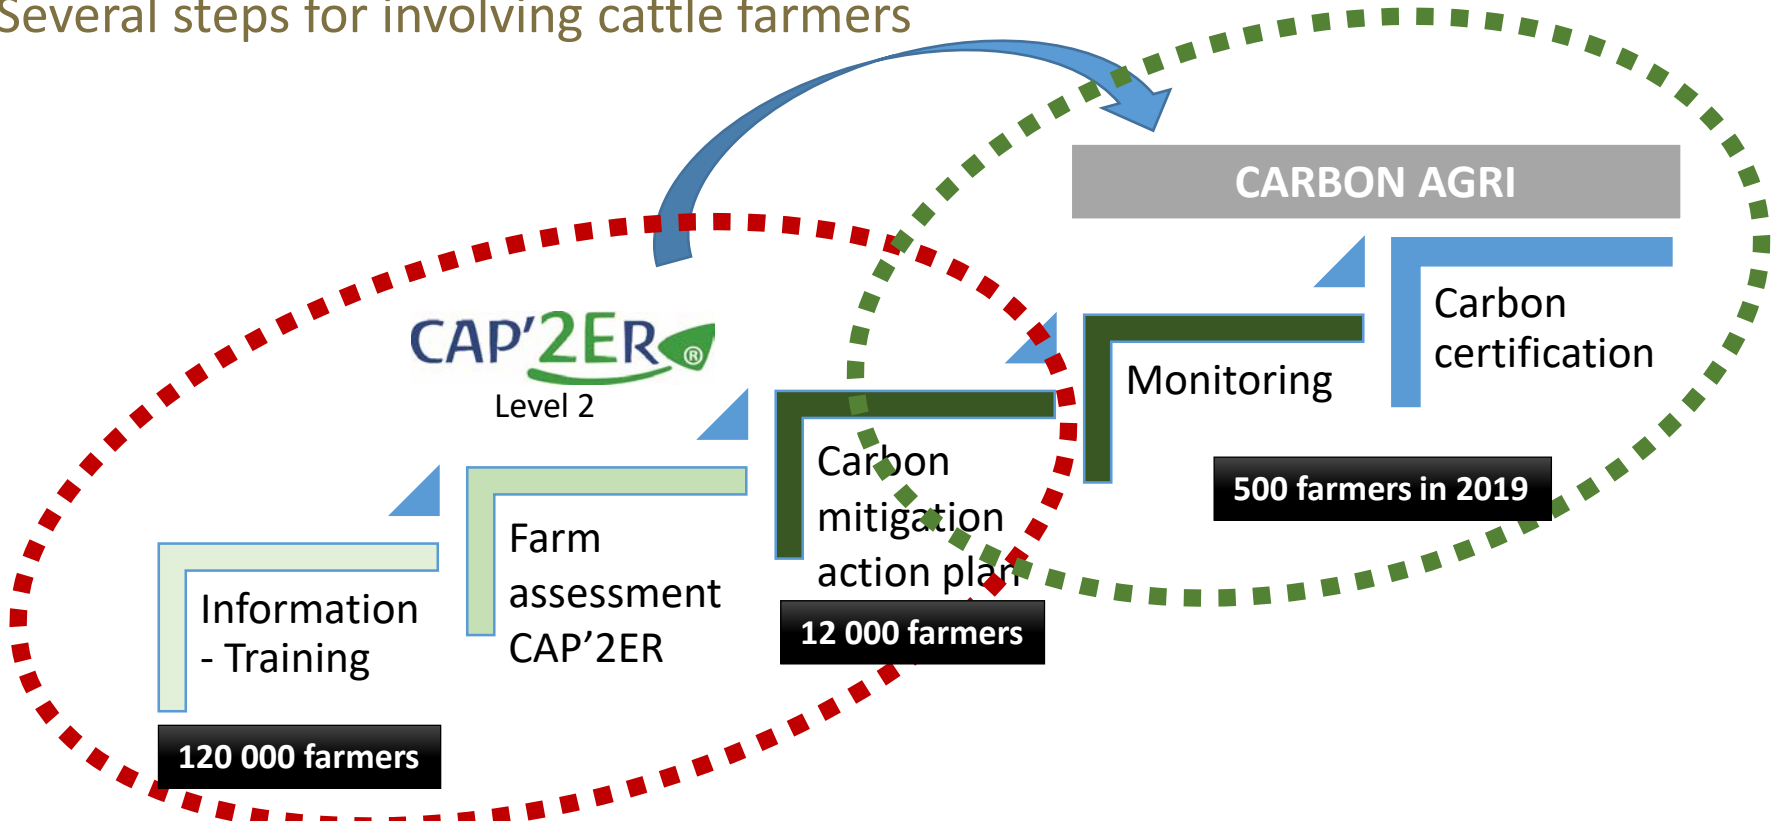 Several steps for involving cattle farmers
CARBON AGRI
CAP'2ER®
Level 2
Carbon
certification
Monitoring
500 farmers in 2019
Carbon
mitigation
action plan
12 000 farmers
Farm
assessment
CAP’2ER
Information
- Training
120 000 farmers